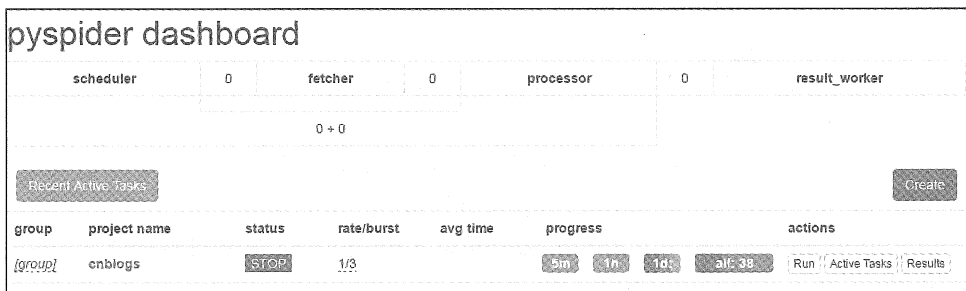 pyspider dashboard
scheduler 0 fetcher 0 processor 0 result_worker
0 + 0
Recent Active Tasks Create
group project name status rate/burst avg time progress actions
[group] cnblogs STOP 1/3 5m 1h 1d all: 38 Run Active Tasks Results